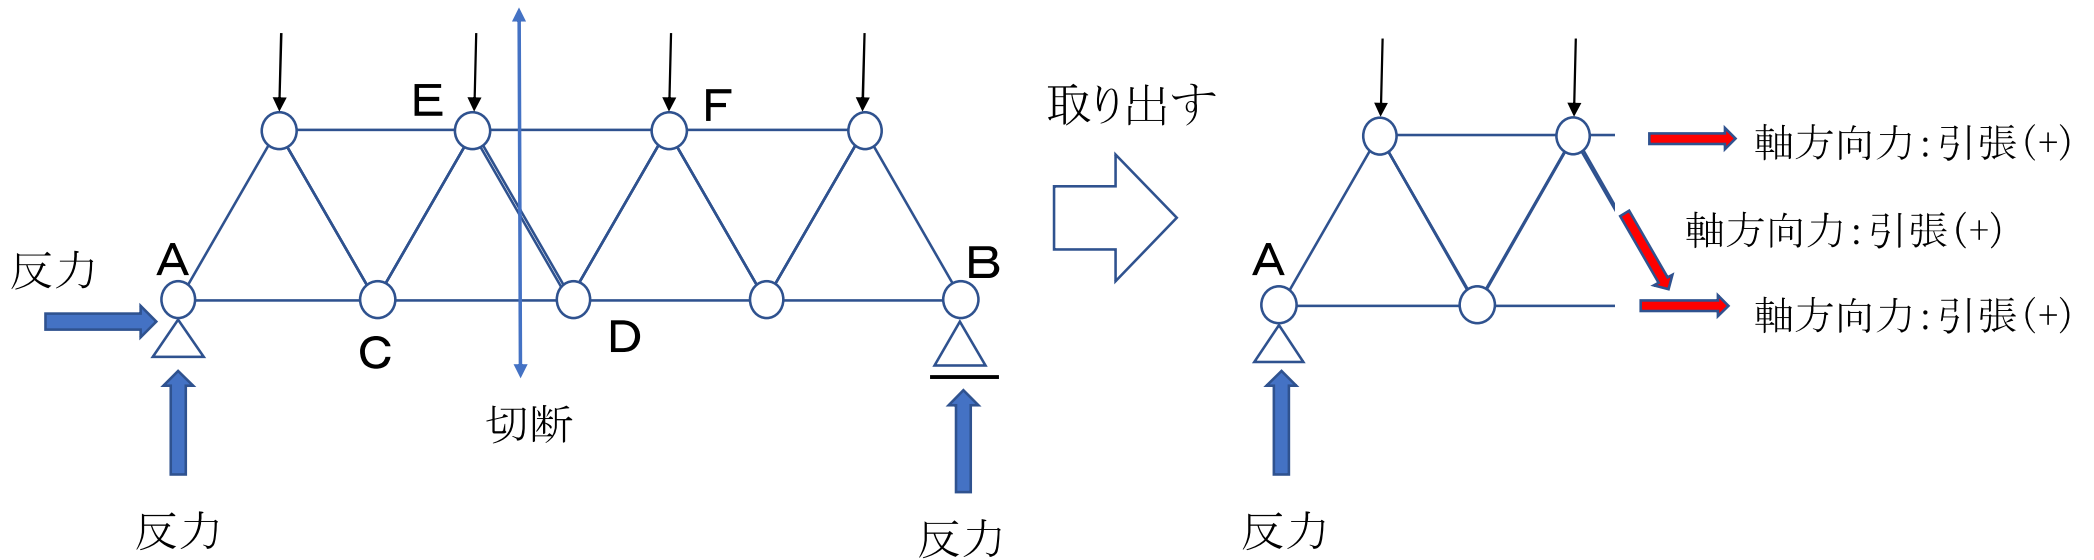 E
F
取り出す
軸方向力:引張(+)
軸方向力:引張(+)
A
B
A
反力
軸方向力:引張(+)
C
D
切断
反力
反力
反力